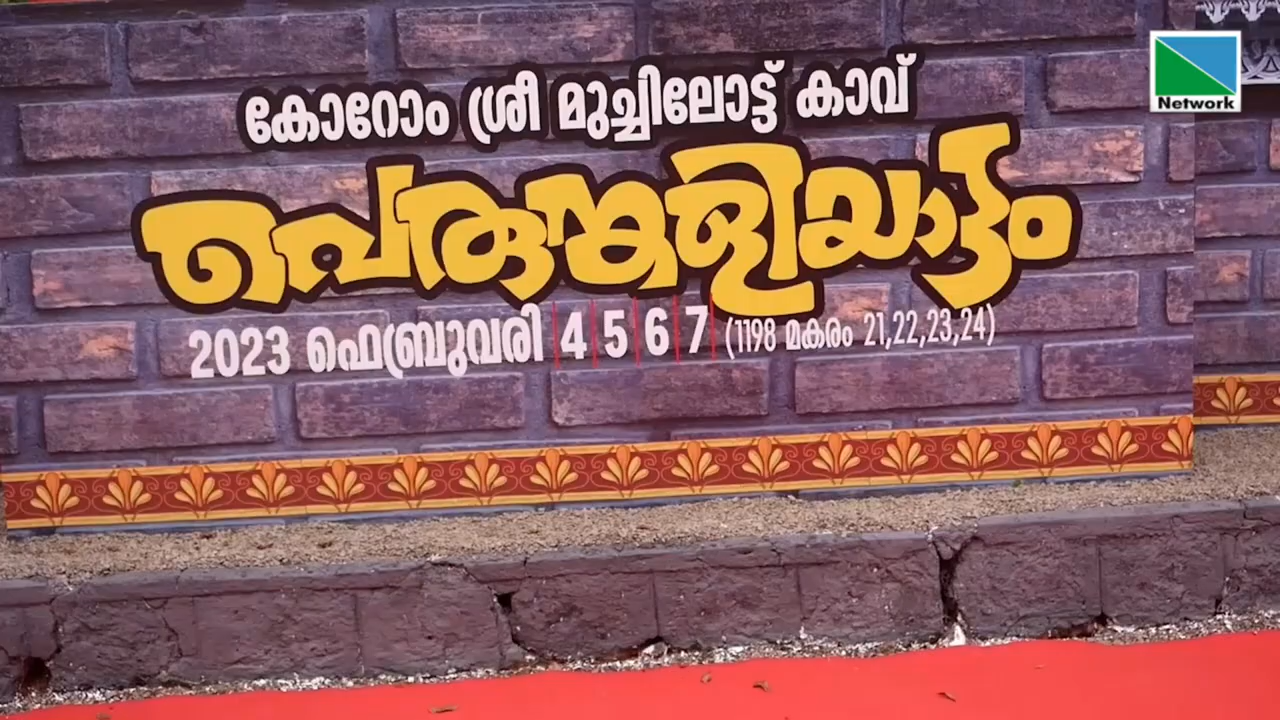 കോറോം ശ്രീ മുച്ചിലോട്ട് കാവ്
പെരുങ്കളിയാട്ടം
2023 ഫെബ്രുവരി 4 5 6 7 (1198 മകരം 21,22,23,24)
Network